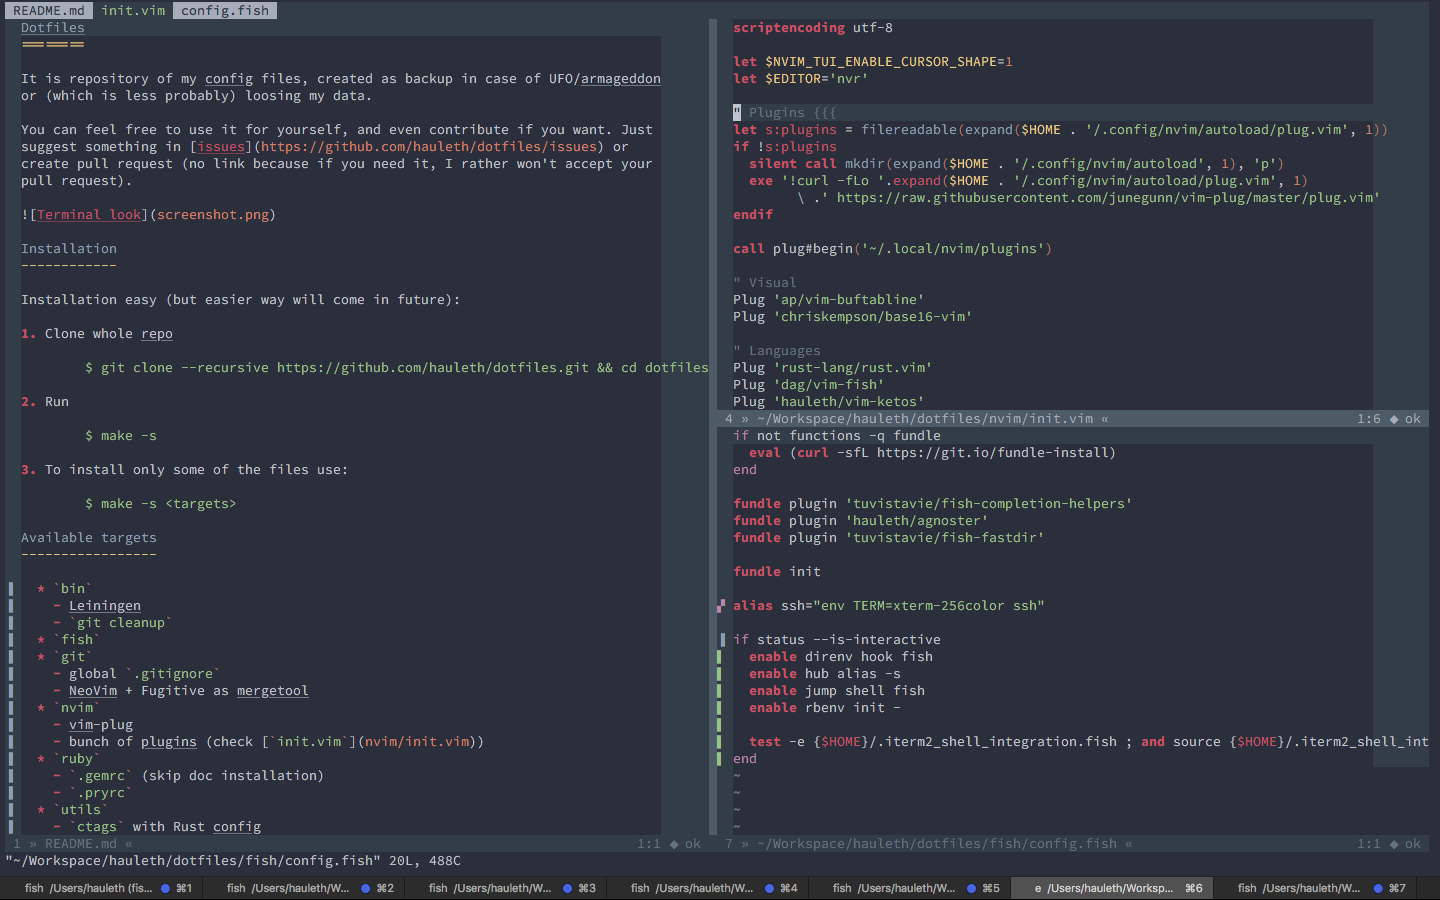 README.md init.vim config.fish
Dotfiles
========
It is repository of my config files, created as backup in case of UFO/armageddon
or (which is less probably) loosing my data.
You can feel free to use it for yourself, and even contribute if you want. Just
suggest something in [issues](https://github.com/hauleth/dotfiles/issues) or
create pull request (no link because if you need it, I rather won't accept your
pull request).
![Terminal look](screenshot.png)
Installation
------------
Installation easy (but easier way will come in future):
1. Clone whole repo
$ git clone --recursive https://github.com/hauleth/dotfiles.git && cd dotfiles
2. Run
$ make -s
3. To install only some of the files use:
$ make -s <targets>
Available targets
-----------------
* `bin`
- Leiningen
- `git cleanup`
* `fish`
* `git`
- global `.gitignore`
- NeoVim + Fugitive as mergetool
* `nvim`
- vim-plug
- bunch of plugins (check [`init.vim`](nvim/init.vim))
* `ruby`
- `.gemrc` (skip doc installation)
- `.pryrc`
* `utils`
- `ctags` with Rust config
1 » README.md « 1:1 ◆ ok
scriptencoding utf-8
let $NVIM_TUI_ENABLE_CURSOR_SHAPE=1
let $EDITOR='nvr'
" Plugins {{{
let s:plugins = filereadable(expand($HOME . '/.config/nvim/autoload/plug.vim', 1))
if !s:plugins
silent call mkdir(expand($HOME . '/.config/nvim/autoload', 1), 'p')
exe '!curl -fLo '.expand($HOME . '/.config/nvim/autoload/plug.vim', 1)
\ .' https://raw.githubusercontent.com/junegunn/vim-plug/master/plug.vim'
endif
call plug#begin('~/.local/nvim/plugins')
" Visual
Plug 'ap/vim-buftabline'
Plug 'chriskempson/base16-vim'
" Languages
Plug 'rust-lang/rust.vim'
Plug 'dag/vim-fish'
Plug 'hauleth/vim-ketos'
4 » ~/Workspace/hauleth/dotfiles/nvim/init.vim « 1:6 ◆ ok
if not functions -q fundle
eval (curl -sfL https://git.io/fundle-install)
end
fundle plugin 'tuvistavie/fish-completion-helpers'
fundle plugin 'hauleth/agnoster'
fundle plugin 'tuvistavie/fish-fastdir'
fundle init
alias ssh="env TERM=xterm-256color ssh"
if status --is-interactive
enable direnv hook fish
enable hub alias -s
enable jump shell fish
enable rbenv init -
test -e {$HOME}/.iterm2_shell_integration.fish ; and source {$HOME}/.iterm2_shell_int
end
~
~
~
~
7 » ~/Workspace/hauleth/dotfiles/fish/config.fish « 1:1 ◆ ok
"~/Workspace/hauleth/dotfiles/fish/config.fish" 20L, 488C
fish /Users/hauleth (fis... ⌘1 fish /Users/hauleth/W... ⌘2 fish /Users/hauleth/W... ⌘3 fish /Users/hauleth/W... ⌘4 fish /Users/hauleth/W... ⌘5 e /Users/hauleth/Worksp... ⌘6 fish /Users/hauleth/W... ⌘7